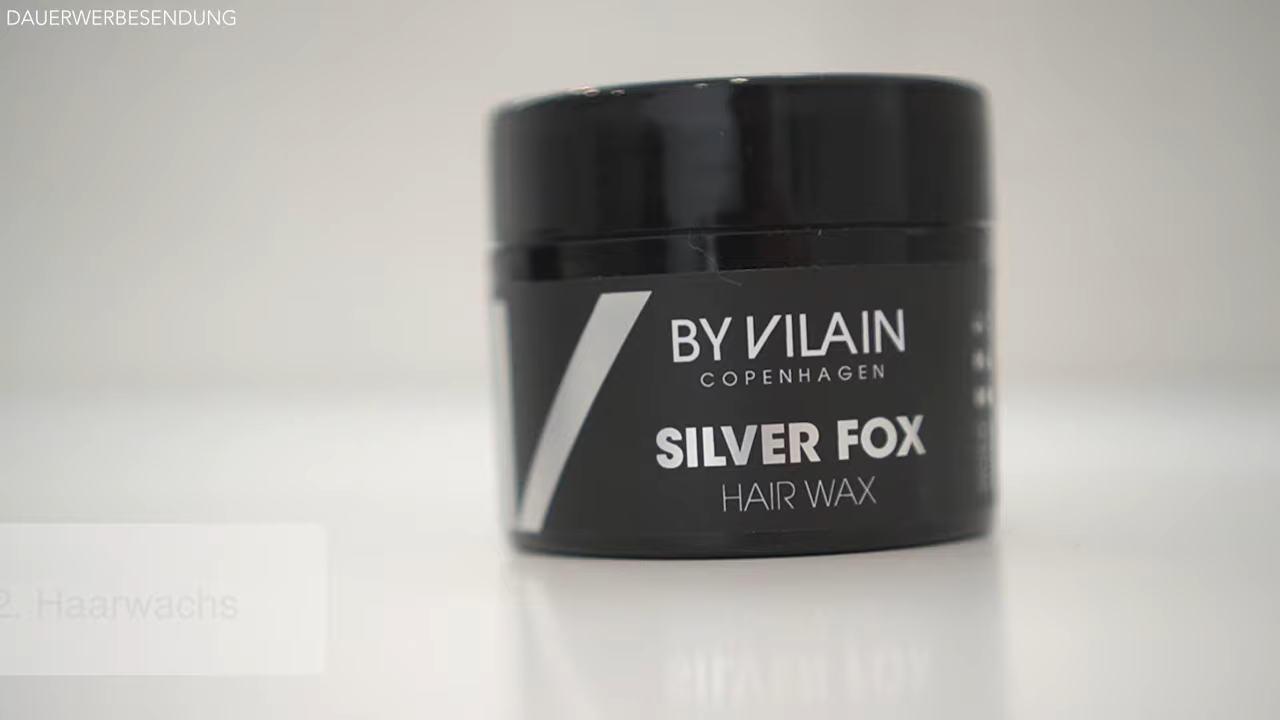 DAUERWERBESENDUNG
BY VILAIN
COPENHAGEN
SILVER FOX
HAIR WAX
2. Haarwachs